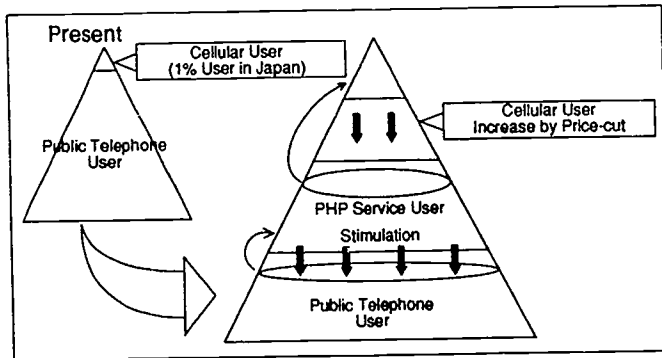 Present
Cellular User
(1% User in Japan)
Public Telephone
User
Cellular User
Increase by Price-cut
PHP Service User
Stimulation
Public Telephone
User